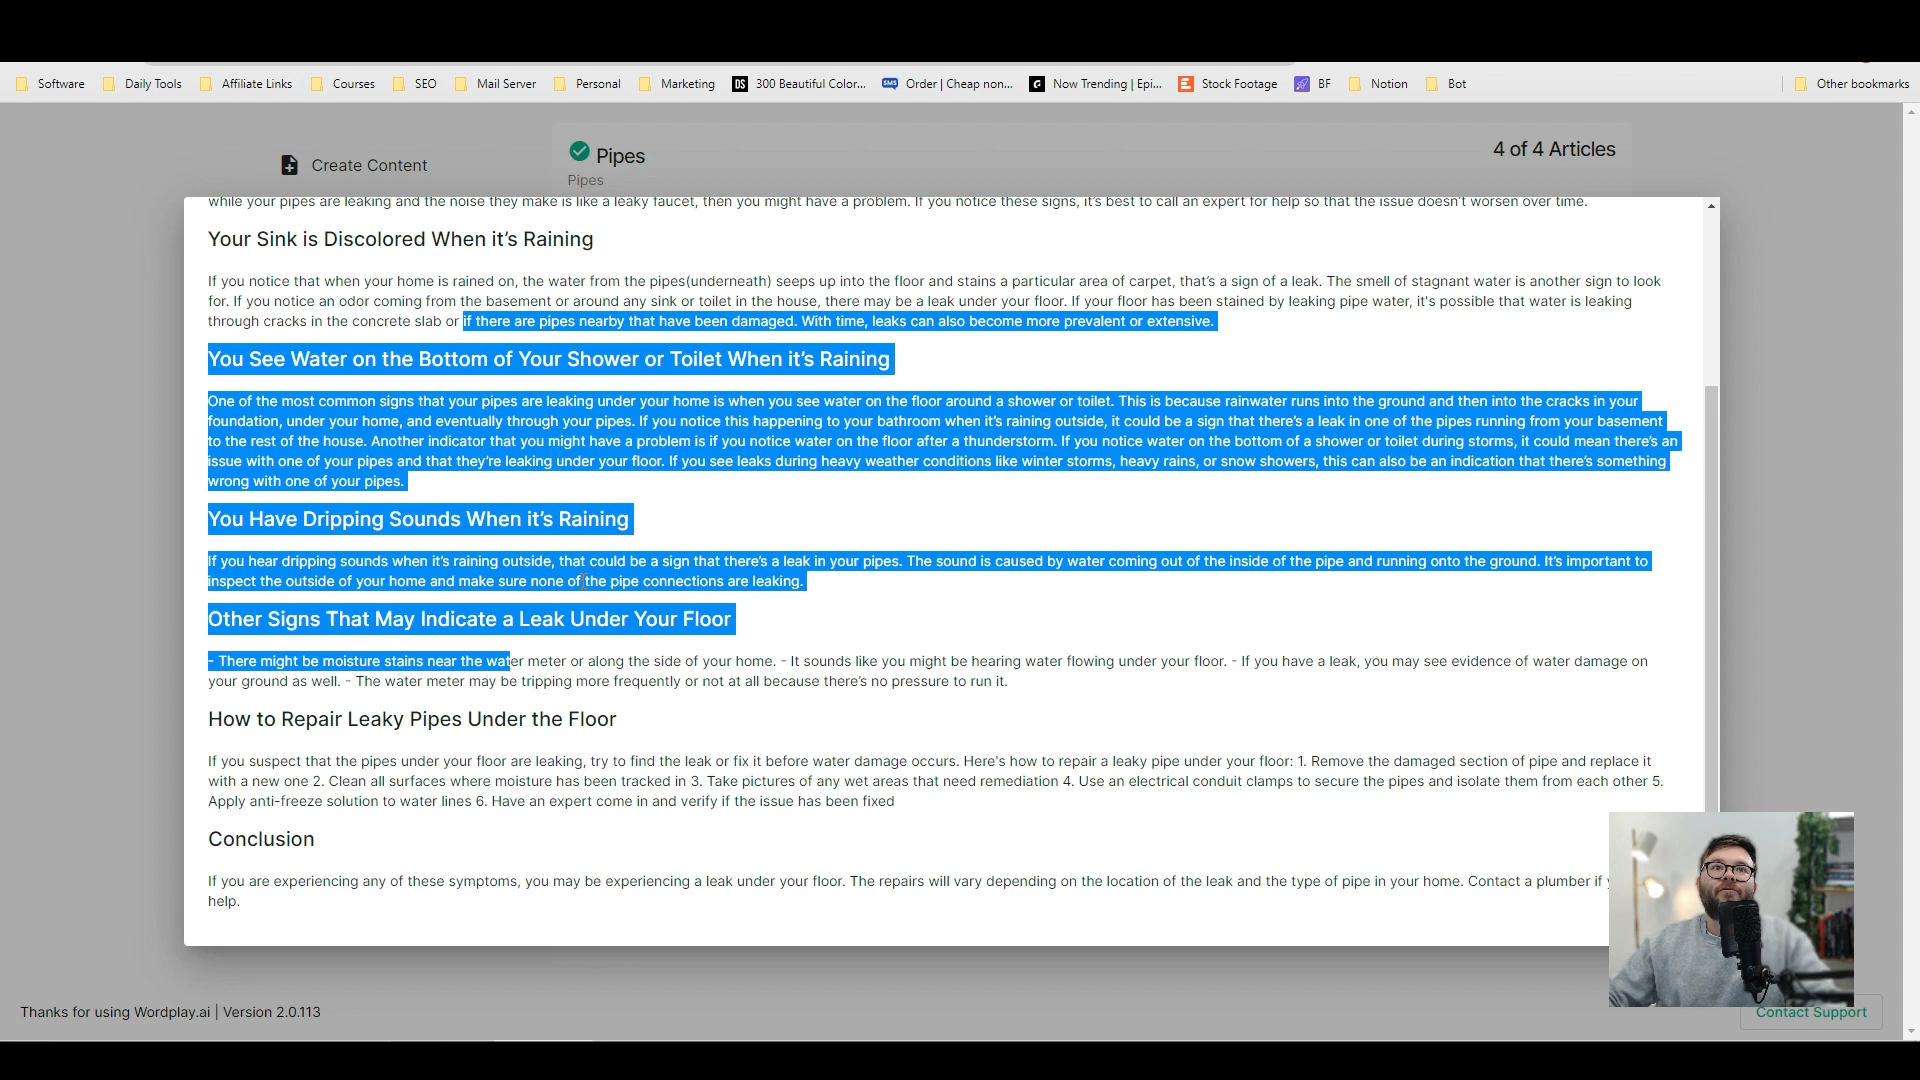 Software Daily Tools Affiliate Links Courses SEO Mail Server Personal Marketing DS 300 Beautiful Color... SMS Order | Cheap non... Now Trending | Epi... Stock Footage BF Notion Bot Other bookmarks
Create Content
Pipes
4 of 4 Articles
Pipes
while your pipes are leaking and the noise they make is like a leaky faucet, then you might have a problem. If you notice these signs, it's best to call an expert for help so that the issue doesn't worsen over time.
Your Sink is Discolored When it's Raining
If you notice that when your home is rained on, the water from the pipes(underneath) seeps up into the floor and stains a particular area of carpet, that's a sign of a leak. The smell of stagnant water is another sign to look
for. If you notice an odor coming from the basement or around any sink or toilet in the house, there may be a leak under your floor. If your floor has been stained by leaking pipe water, it's possible that water is leaking
through cracks in the concrete slab or if there are pipes nearby that have been damaged. With time, leaks can also become more prevalent or extensive.
You See Water on the Bottom of Your Shower or Toilet When it's Raining
One of the most common signs that your pipes are leaking under your home is when you see water on the floor around a shower or toilet. This is because rainwater runs into the ground and then into the cracks in your
foundation, under your home, and eventually through your pipes. If you notice this happening to your bathroom when it's raining outside, it could be a sign that there's a leak in one of the pipes running from your basement
to the rest of the house. Another indicator that you might have a problem is if you notice water on the floor after a thunderstorm. If you notice water on the bottom of a shower or toilet during storms, it could mean there's an
issue with one of your pipes and that they're leaking under your floor. If you see leaks during heavy weather conditions like winter storms, heavy rains, or snow showers, this can also be an indication that there's something
wrong with one of your pipes.
You Have Dripping Sounds When it's Raining
If you hear dripping sounds when it's raining outside, that could be a sign that there's a leak in your pipes. The sound is caused by water coming out of the inside of the pipe and running onto the ground. It's important to
inspect the outside of your home and make sure none of the pipe connections are leaking.
Other Signs That May Indicate a Leak Under Your Floor
- There might be moisture stains near the water meter or along the side of your home. - It sounds like you might be hearing water flowing under your floor. - If you have a leak, you may see evidence of water damage on
your ground as well. - The water meter may be tripping more frequently or not at all because there's no pressure to run it.
How to Repair Leaky Pipes Under the Floor
If you suspect that the pipes under your floor are leaking, try to find the leak or fix it before water damage occurs. Here's how to repair a leaky pipe under your floor: 1. Remove the damaged section of pipe and replace it
with a new one 2. Clean all surfaces where moisture has been tracked in 3. Take pictures of any wet areas that need remediation 4. Use an electrical conduit clamps to secure the pipes and isolate them from each other 5.
Apply anti-freeze solution to water lines 6. Have an expert come in and verify if the issue has been fixed
Conclusion
If you are experiencing any of these symptoms, you may be experiencing a leak under your floor. The repairs will vary depending on the location of the leak and the type of pipe in your home. Contact a plumber if
help.
Thanks for using Wordplay.ai | Version 2.0.113
Contact Support